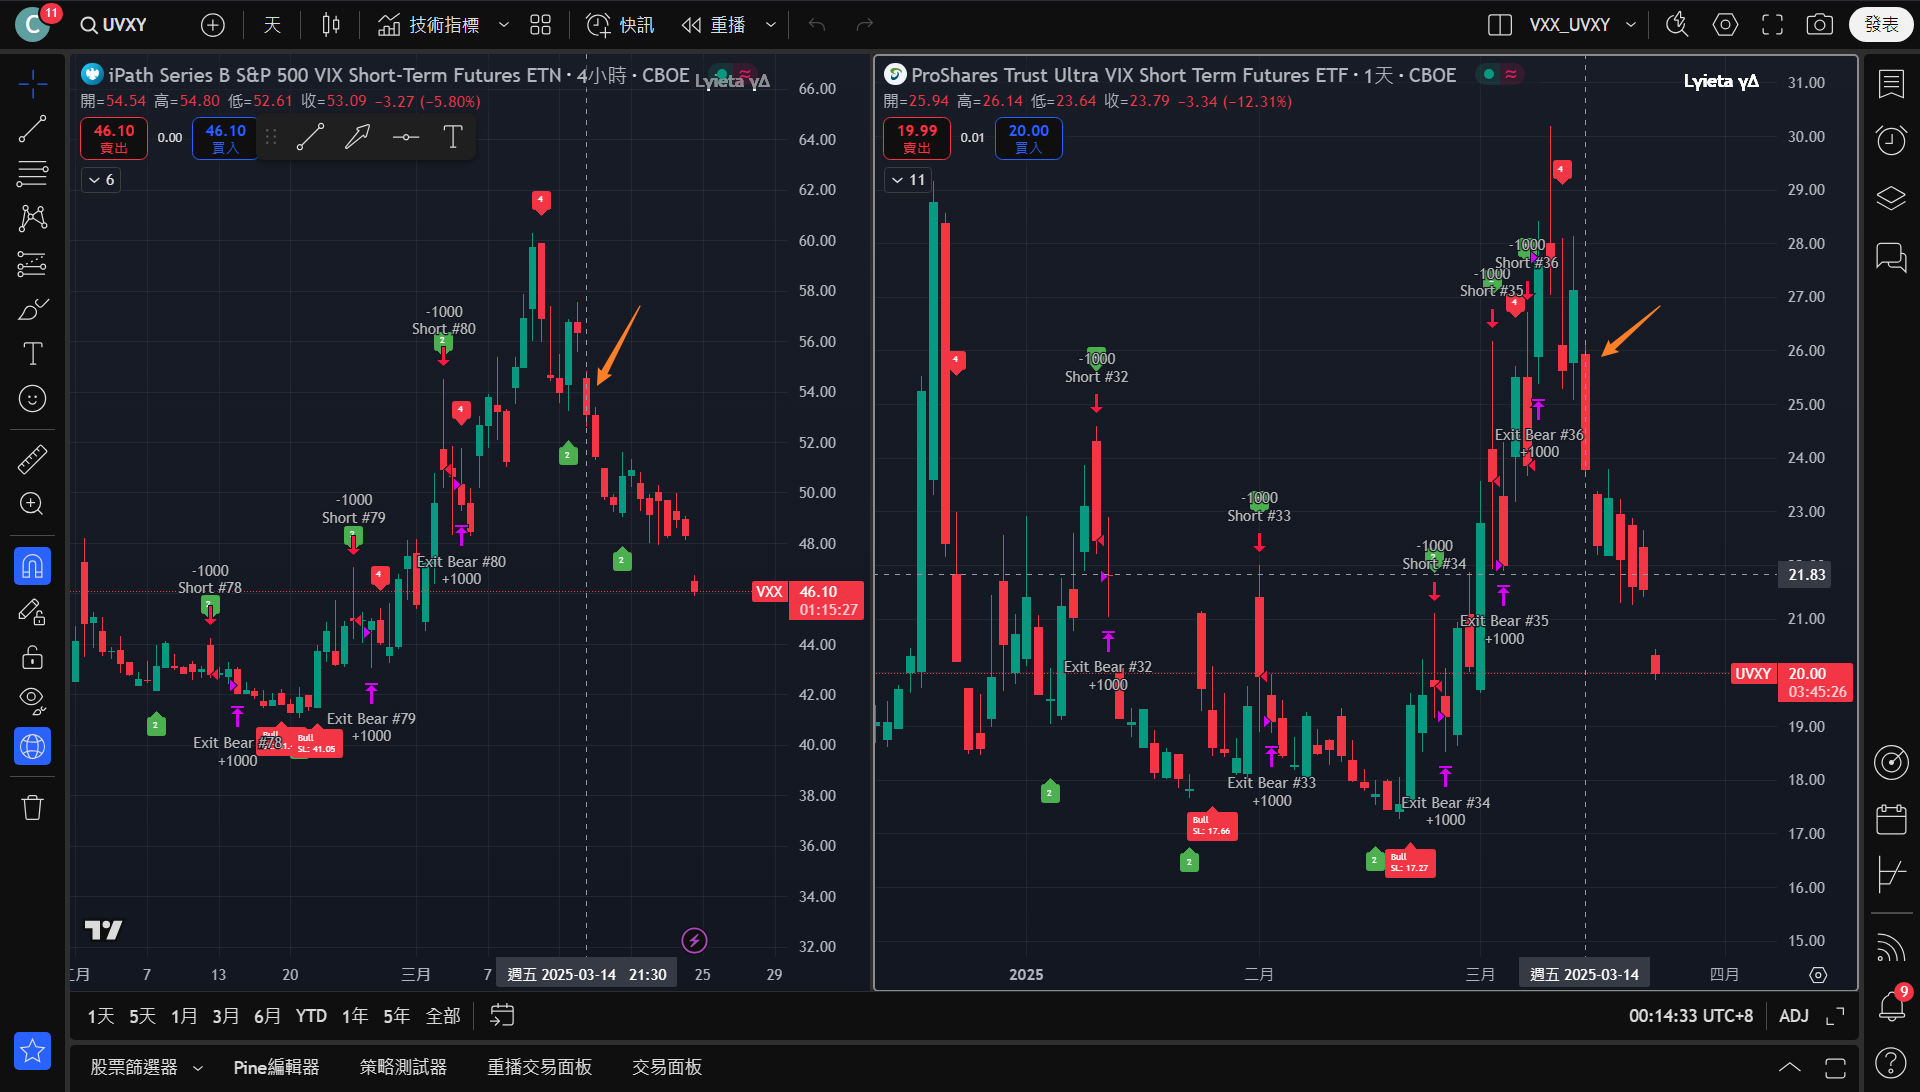 C
11
UVXY
天
技術指標
快訊
重播
VXX_UVXY
發表
iPath Series B S&P 500 VIX Short-Term Futures ETN · 4小時 · CBOE
Lyieta γΔ
開=54.54 高=54.80 低=52.61 收=53.09 -3.27 (-5.80%)
46.10
賣出
0.00
46.10
買入
6
66.00
64.00
62.00
60.00
58.00
56.00
54.00
52.00
50.00
48.00
44.00
42.00
40.00
38.00
36.00
34.00
32.00
VXX
46.10
01:15:27
4
-1000
Short #80
2
4
2
-1000
Short #79
2
4
Exit Bear #80
+1000
2
-1000
Short #78
2
2
Exit Bear #79
+1000
Exit Bear #78
+1000
Bull
Bull
SL: 41.05
7
13
20
三月
7
週五 2025-03-14 21:30
25
29
ProShares Trust Ultra VIX Short Term Futures ETF · 1天 · CBOE
Lyieta γΔ
開=25.94 高=26.14 低=23.64 收=23.79 -3.34 (-12.31%)
19.99
賣出
0.01
20.00
買入
11
31.00
30.00
29.00
28.00
27.00
26.00
25.00
24.00
23.00
21.83
21.00
19.00
18.00
17.00
16.00
15.00
UVXY
20.00
03:45:26
4
-1000
Short #36
-1000
Short #35
4
4
-1000
Short #32
Exit Bear #36
+1000
-1000
Short #33
-1000
Short #34
Exit Bear #35
+1000
Exit Bear #32
+1000
2
Exit Bear #33
+1000
Exit Bear #34
+1000
Bull
SL: 17.66
2
2
Bull
SL: 17.27
2025
二月
三月
週五 2025-03-14
四月
1天 5天 1月 3月 6月 YTD 1年 5年 全部
00:14:33 UTC+8
ADJ
9
股票篩選器
Pine編輯器
策略測試器
重播交易面板
交易面板